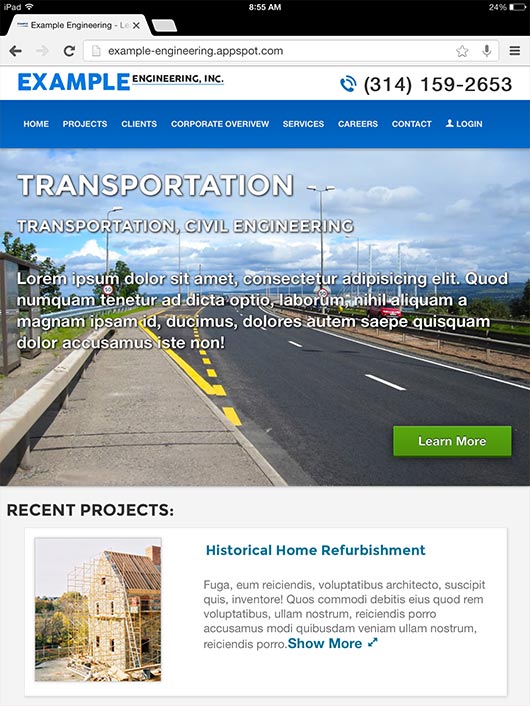 iPad
8:55 AM
24%
Example Engineering - Le
example-engineering.appspot.com
EXAMPLE ENGINEERING, INC.
(314) 159-2653
HOME PROJECTS CLIENTS CORPORATE OVERIVEW SERVICES CAREERS CONTACT LOGIN
TRANSPORTATION
TRANSPORTATION, CIVIL ENGINEERING
Lorem ipsum dolor sit amet, consectetur adipisicing elit. Quod
numquam tenetur ad dicta optio, laborum, nihil aliquam a
magnam ipsam id, ducimus, dolores autem saepe quisquam
dolor accusamus iste non!
Learn More
RECENT PROJECTS:
Historical Home Refurbishment
Fuga, eum reiciendis, voluptatibus architecto, suscipit
quis, inventore! Quos commodi debitis eius quod rem
voluptatibus, ullam nostrum, reiciendis porro
accusamus modi quibusdam veniam ullam nostrum,
reiciendis porro.Show More